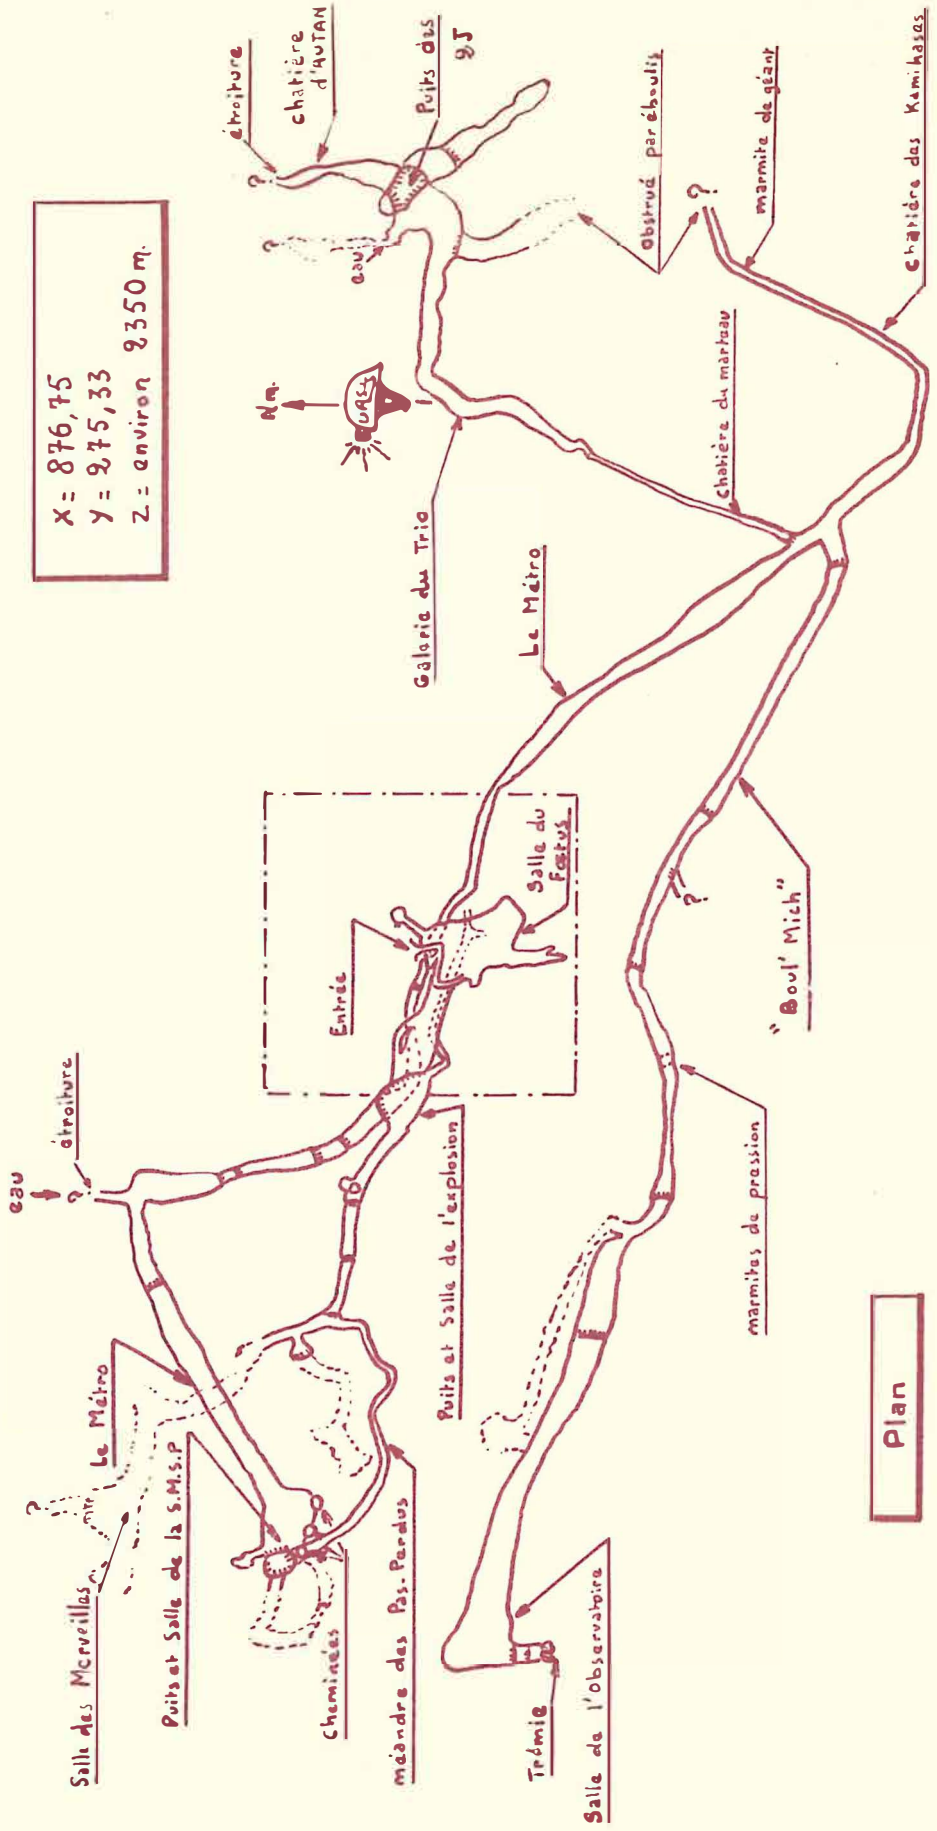 X = 876,75
Y = 275,33
Z = environ 2350 m.
eau
?
étroiture
Salle des Merveilles
?
Le Métro
Puits et Salle de la S.M.S.P
Cheminées
méandre des Pas-Perdus
Puits et Salle de l'explosion
Entrée
Salle du
Foetus
Le Métro
Galerie du Trio
Nm.
?
eau
?
étroiture
chatière
d'AUTAN
Puits des
2J
obstrué par éboulis
?
marmite de géant
Chatière du marteau
Chatière des Kamikazes
"Boul' Mich"
?
marmites de pression
Trémie
Salle de l'Observatoire
Plan